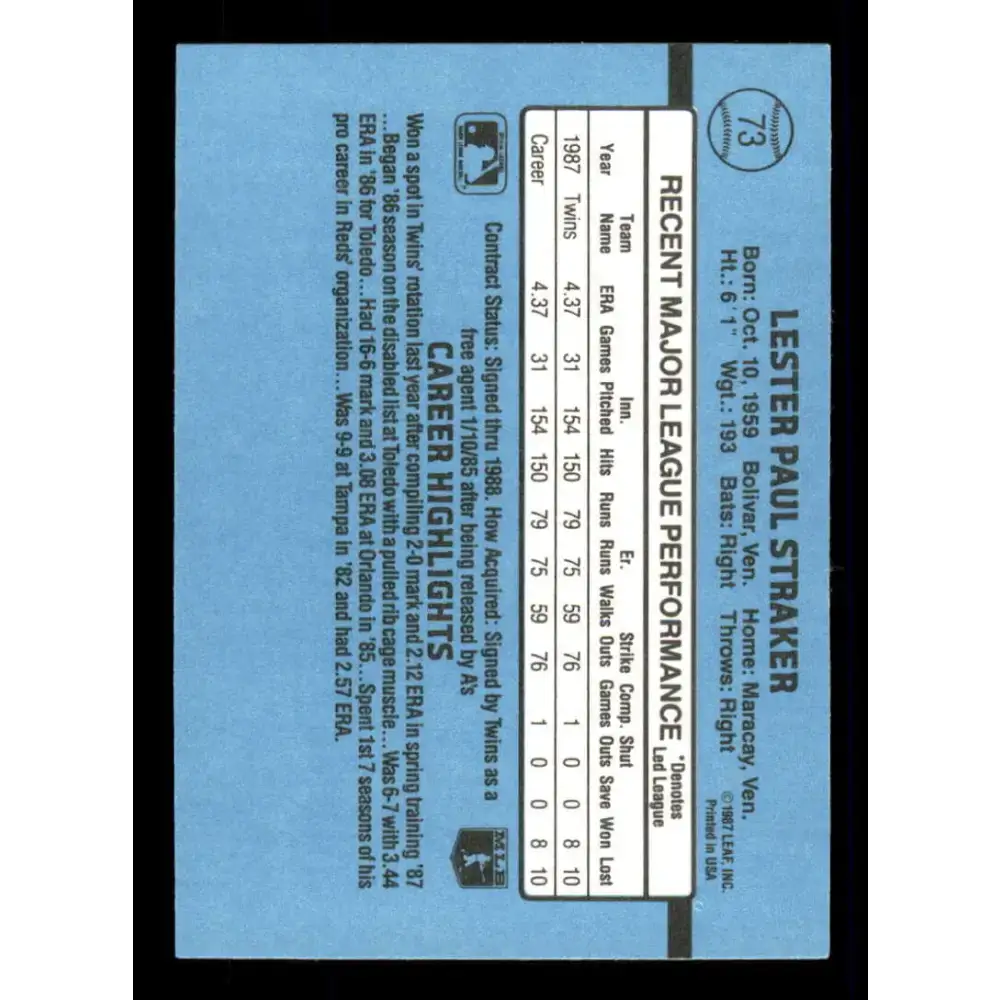 73
LESTER PAUL STRAKER
Born: Oct. 10, 1959 Bolivar, Ven. Home: Maracay, Ven.
Ht.: 6'1" Wgt.: 193 Bats: Right Throws: Right
©1987 LEAF, INC.
Printed in USA
RECENT MAJOR LEAGUE PERFORMANCE
*Denotes
Led League
Team Inn. Er. Strike Comp. Shut
Year Name ERA Games Pitched Hits Runs Runs Walks Outs Games Outs Save Won Lost
1987 Twins 4.37 31 154 150 79 75 59 76 1 0 0 8 10
Career 4.37 31 154 150 79 75 59 76 1 0 0 8 10
Contract Status: Signed thru 1988. How Acquired: Signed by Twins as a
free agent 1/10/85 after being released by A's
MLB
CAREER HIGHLIGHTS
Won a spot in Twins' rotation last year after compiling 2-0 mark and 2.12 ERA in spring training '87
...Began '86 season on the disabled list at Toledo with a pulled rib cage muscle... Was 6-7 with 3.44
ERA in '86 for Toledo... Had 16-6 mark and 3.08 ERA at Orlando in '85... Spent 1st 7 seasons of his
pro career in Reds' organization... Was 9-9 at Tampa in '82 and had 2.57 ERA.